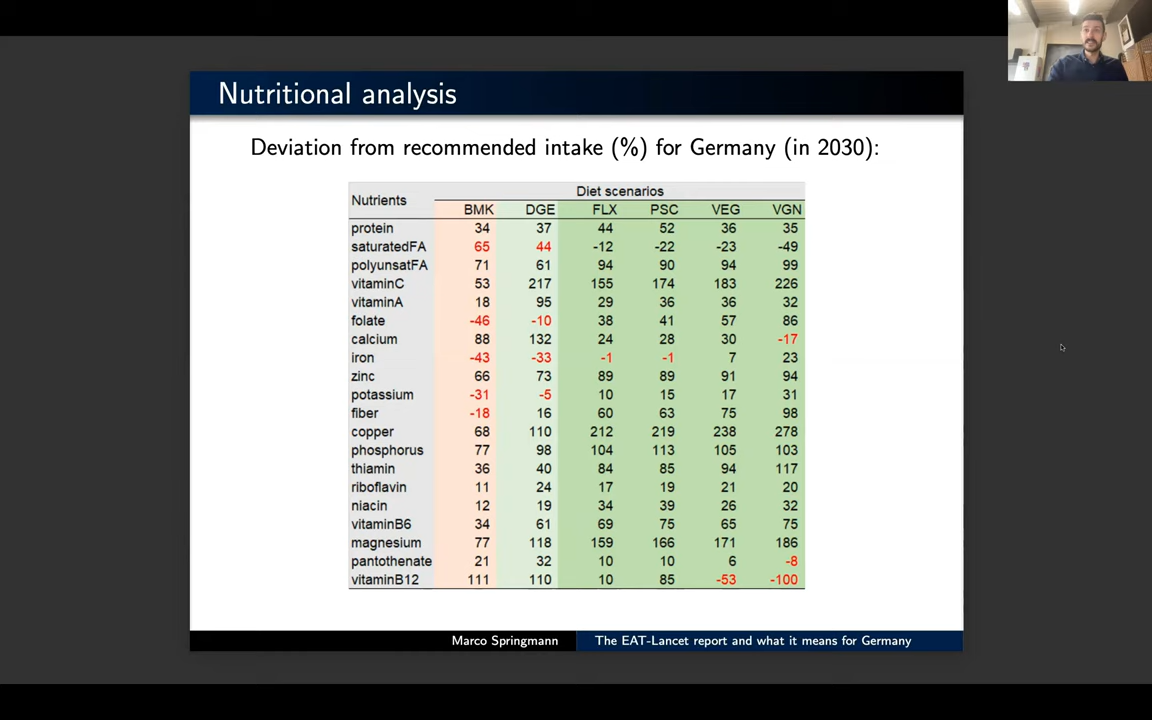 Nutritional analysis
Deviation from recommended intake (%) for Germany (in 2030):
Nutrients Diet scenarios
BMK DGE FLX PSC VEG VGN
protein 34 37 44 52 36 35
saturatedFA 65 44 -12 -22 -23 -49
polyunsatFA 71 61 94 90 94 99
vitaminC 53 217 155 174 183 226
vitaminA 18 95 29 36 36 32
folate -46 -10 38 41 57 86
calcium 88 132 24 28 30 -17
iron -43 -33 -1 -1 7 23
zinc 66 73 89 89 91 94
potassium -31 -5 10 15 17 31
fiber -18 16 60 63 75 98
copper 68 110 212 219 238 278
phosphorus 77 98 104 113 105 103
thiamin 36 40 84 85 94 117
riboflavin 11 24 17 19 21 20
niacin 12 19 34 39 26 32
vitaminB6 34 61 69 75 65 75
magnesium 77 118 159 166 171 186
pantothenate 21 32 10 10 6 -8
vitaminB12 111 110 10 85 -53 -100
Marco Springmann The EAT-Lancet report and what it means for Germany